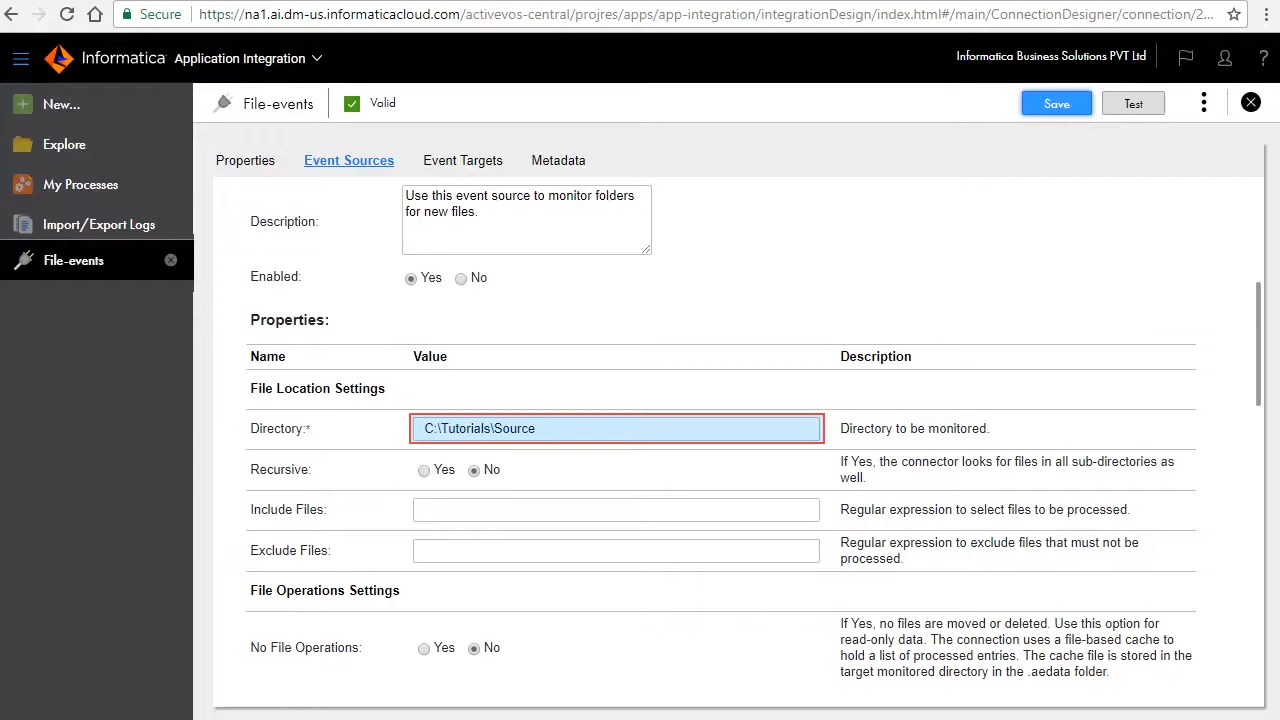 Secure
https://na1.ai.dm-us.informaticacloud.com/activevos-central/projres/apps/app-integration/integrationDesign/index.html#/main/ConnectionDesigner/connection/2...
Informatica Application Integration
Informatica Business Solutions PVT Ltd
?
New...
Explore
My Processes
Import/Export Logs
File-events
File-events
Valid
Save
Test
Properties
Event Sources
Event Targets
Metadata
Description:
Use this event source to monitor folders
for new files.
Enabled:
Yes
No
Properties:
Name
Value
Description
File Location Settings
Directory:*
C:\Tutorials\Source
Directory to be monitored.
Recursive:
Yes
No
If Yes, the connector looks for files in all sub-directories as
well.
Include Files:
Regular expression to select files to be processed.
Exclude Files:
Regular expression to exclude files that must not be
processed.
File Operations Settings
No File Operations:
Yes
No
If Yes, no files are moved or deleted. Use this option for
read-only data. The connection uses a file-based cache to
hold a list of processed entries. The cache file is stored in the
target monitored directory in the .aedata folder.